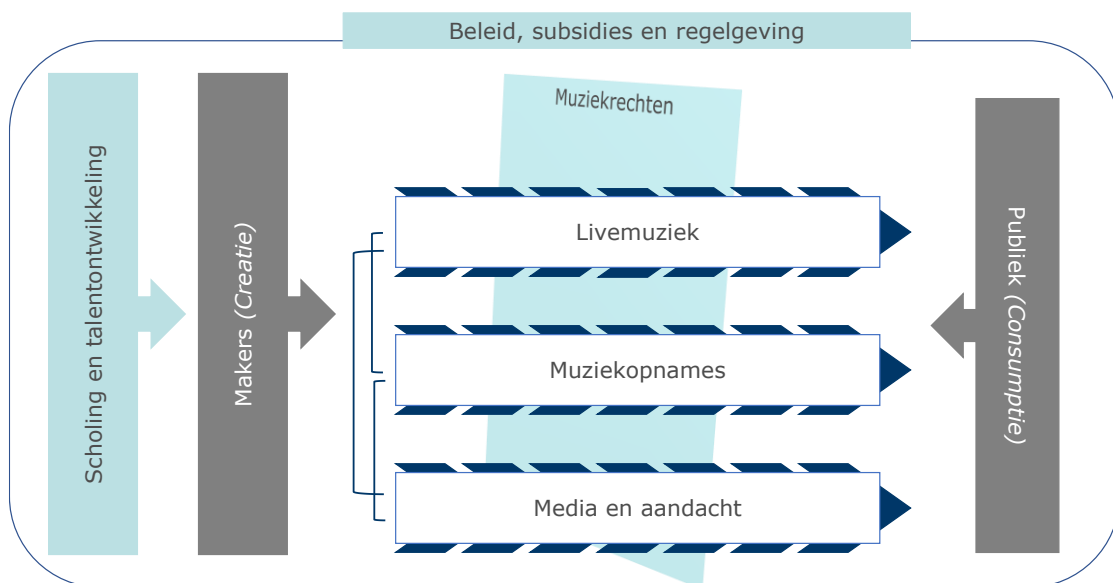 Beleid, subsidies en regelgeving
Scholing en talentontwikkeling
Makers (Creatie)
Muziekrechten
Livemuziek
Muziekopnames
Media en aandacht
Publiek (Consumptie)